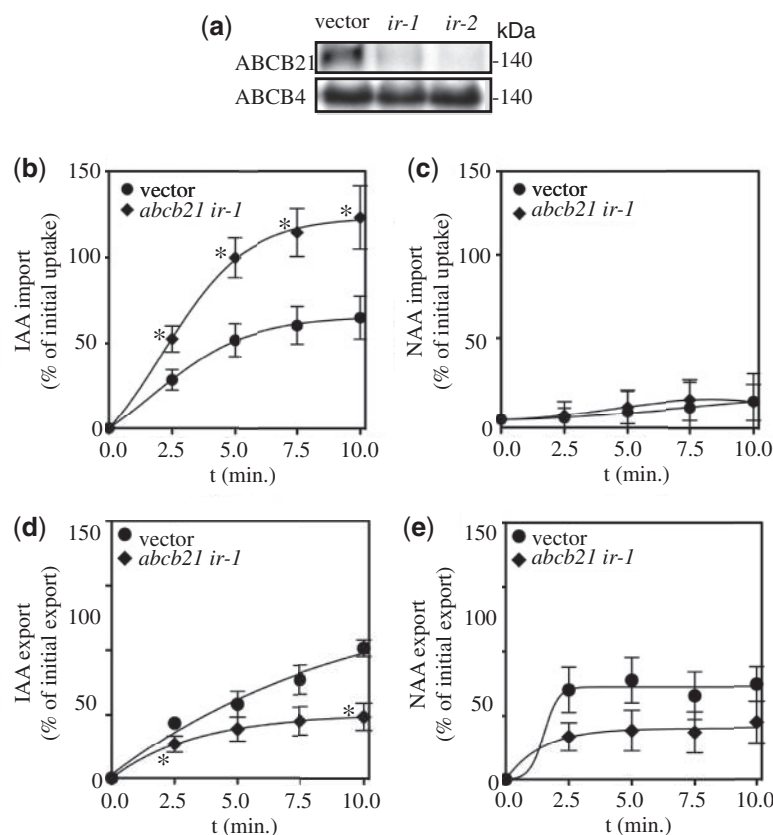 (a)
vector ir-1 ir-2 kDa
ABCB21 -140
ABCB4 -140
(b)
150
100
50
0
IAA import
(% of initial uptake)
vector
abcb21 ir-1
* * * *
0.0 2.5 5.0 7.5 10.0
t (min.)
(c)
150
100
50
0
NAA import
(% of initial uptake)
vector
abcb21 ir-1
0.0 2.5 5.0 7.5 10.0
t (min.)
(d)
150
100
50
0
IAA export
(% of initial export)
vector
abcb21 ir-1
* *
0.0 2.5 5.0 7.5 10.0
t (min.)
(e)
150
100
50
0
NAA export
(% of initial export)
vector
abcb21 ir-1
0.0 2.5 5.0 7.5 10.0
t (min.)